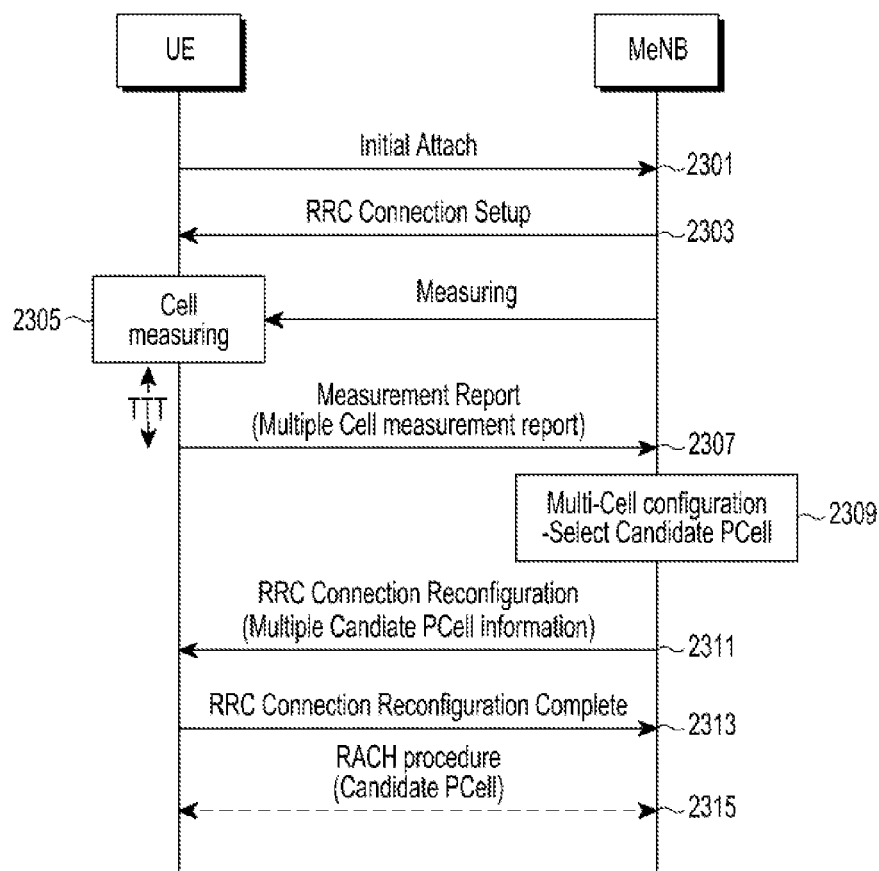 UE
MeNB
Initial Attach
2301
RRC Connection Setup
2303
2305
Cell
measuring
Measuring
TTT
Measurement Report
(Multiple Cell measurement report)
2307
Multi-Cell configuration
-Select Candidate PCell
2309
RRC Connection Reconfiguration
(Multiple Candiate PCell information)
2311
RRC Connection Reconfiguration Complete
2313
RACH procedure
(Candidate PCell)
2315